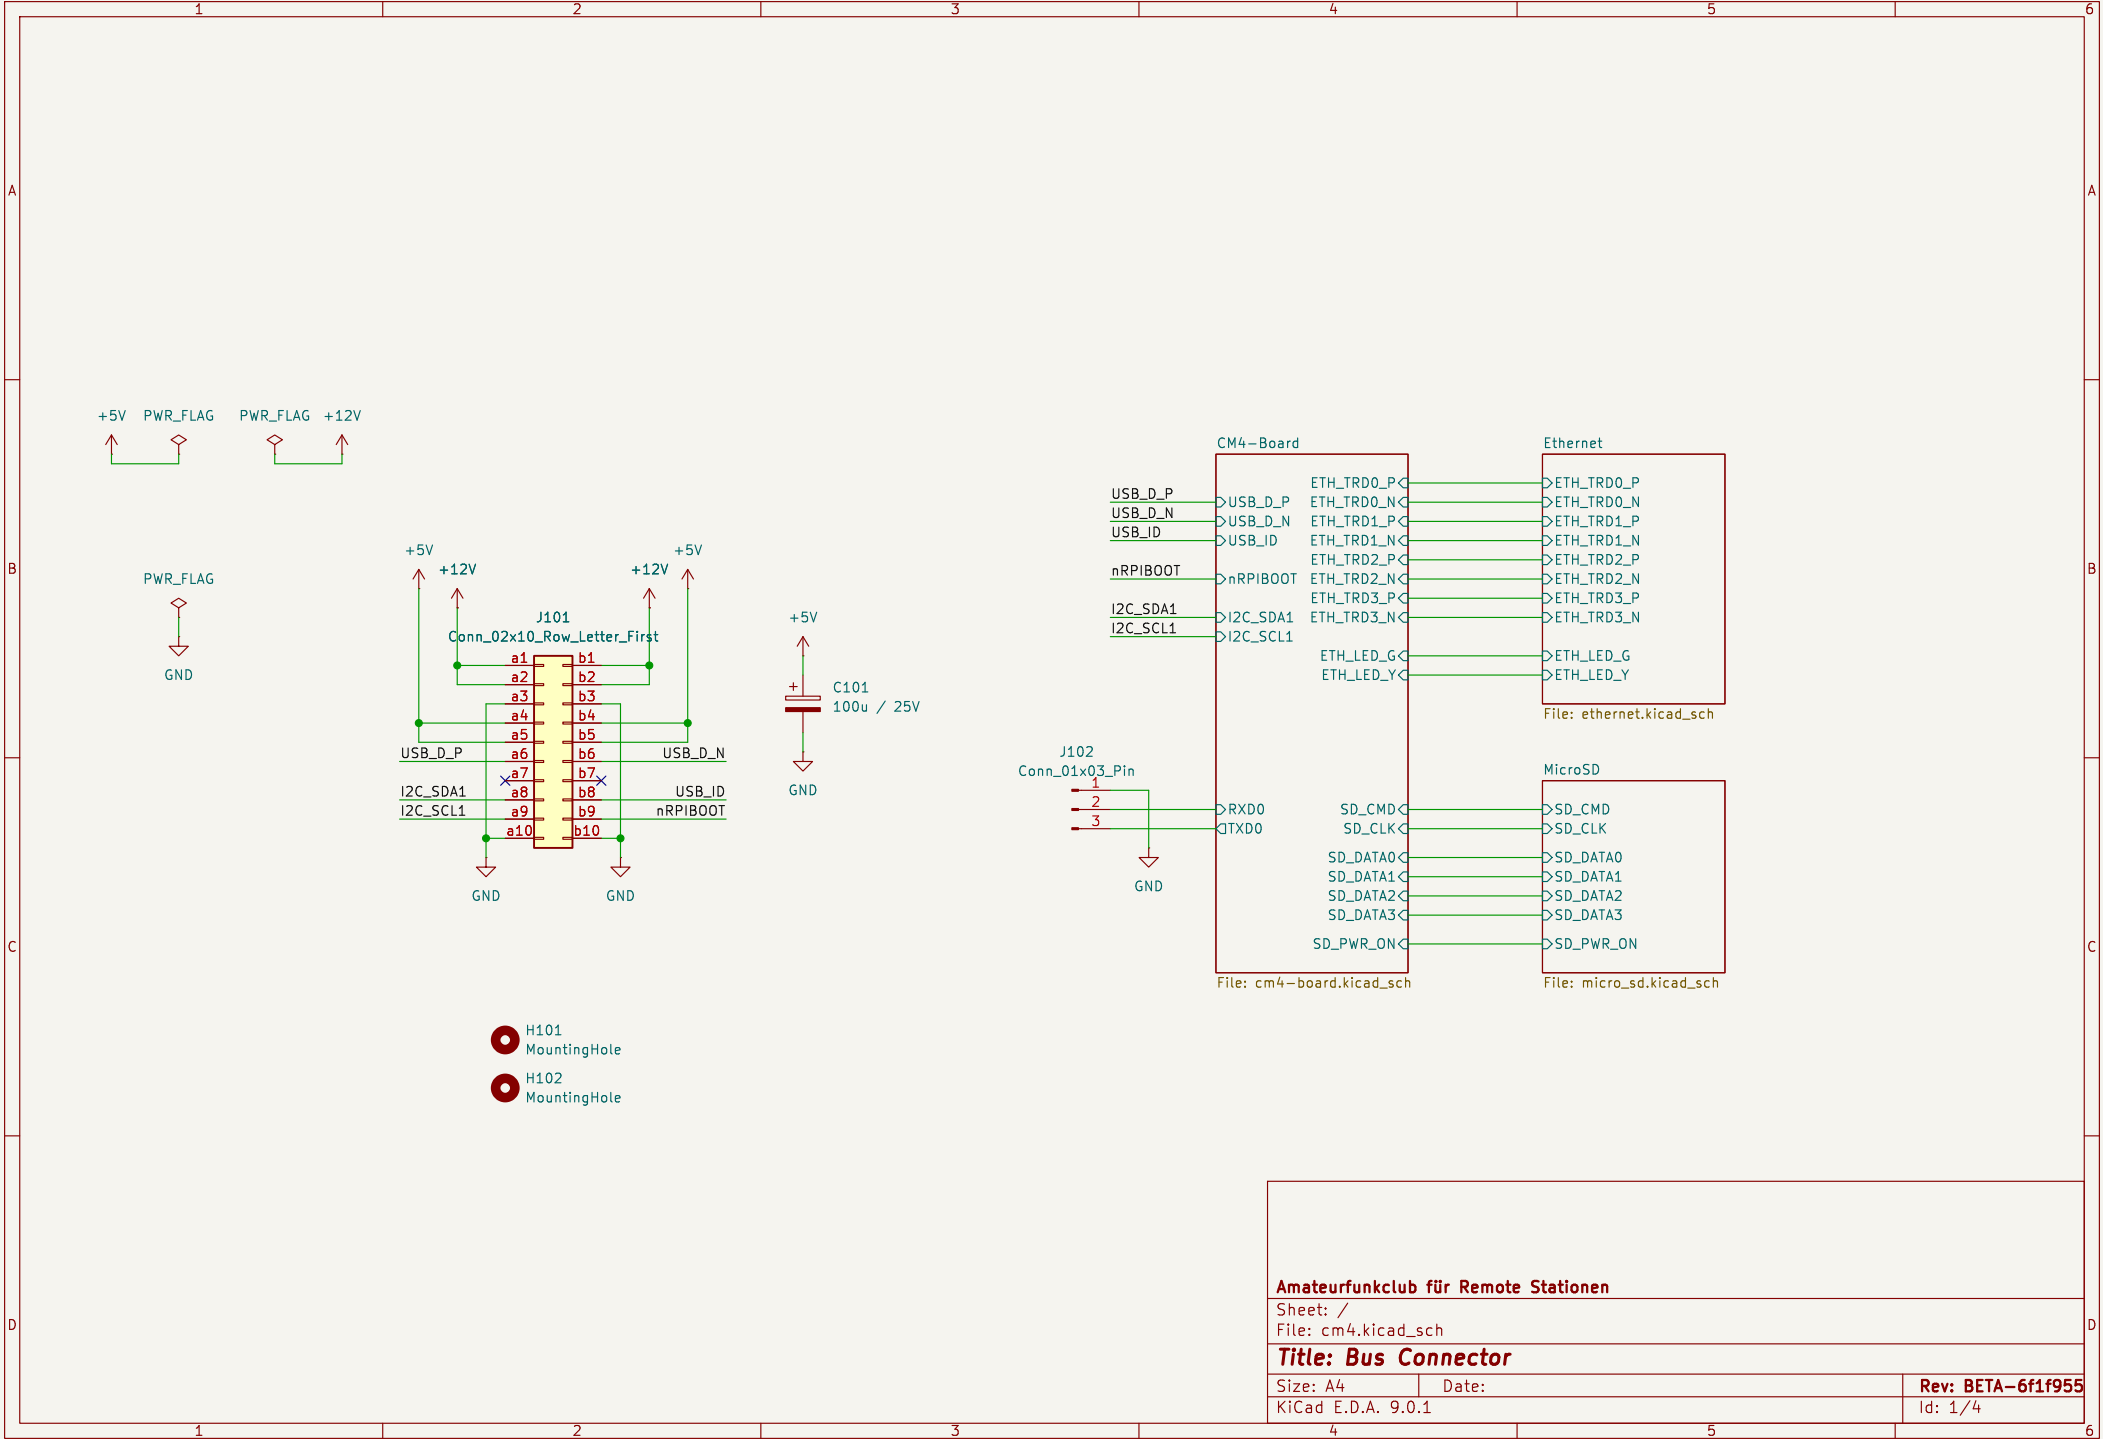 1 2 3 4 5 6
A A
B B
C C
D D
+5V PWR_FLAG PWR_FLAG +12V
PWR_FLAG
GND
+5V +5V
+12V +12V
J101
Conn_02x10_Row_Letter_First
a1 b1
a2 b2
a3 b3
a4 b4
a5 b5
USB_D_P a6 b6 USB_D_N
a7 b7
I2C_SDA1 a8 b8 USB_ID
I2C_SCL1 a9 b9 nRPIBOOT
a10 b10
GND GND
+5V
+
C101
100u / 25V
GND
H101
MountingHole
H102
MountingHole
CM4-Board
USB_D_P
USB_D_N
USB_ID
nRPIBOOT
I2C_SDA1
I2C_SCL1
USB_D_P
USB_D_N
USB_ID
nRPIBOOT
I2C_SDA1
I2C_SCL1
J102
Conn_01x03_Pin
1
2
3
GND
RXD0
TXD0
ETH_TRD0_P
ETH_TRD0_N
ETH_TRD1_P
ETH_TRD1_N
ETH_TRD2_P
ETH_TRD2_N
ETH_TRD3_P
ETH_TRD3_N
ETH_LED_G
ETH_LED_Y
SD_CMD
SD_CLK
SD_DATA0
SD_DATA1
SD_DATA2
SD_DATA3
SD_PWR_ON
File: cm4-board.kicad_sch
Ethernet
ETH_TRD0_P
ETH_TRD0_N
ETH_TRD1_P
ETH_TRD1_N
ETH_TRD2_P
ETH_TRD2_N
ETH_TRD3_P
ETH_TRD3_N
ETH_LED_G
ETH_LED_Y
File: ethernet.kicad_sch
MicroSD
SD_CMD
SD_CLK
SD_DATA0
SD_DATA1
SD_DATA2
SD_DATA3
SD_PWR_ON
File: micro_sd.kicad_sch
Amateurfunkclub für Remote Stationen
Sheet: /
File: cm4.kicad_sch
Title: Bus Connector
Size: A4 Date: Rev: BETA-6f1f955
KiCad E.D.A. 9.0.1 Id: 1/4
1 2 3 4 5 6